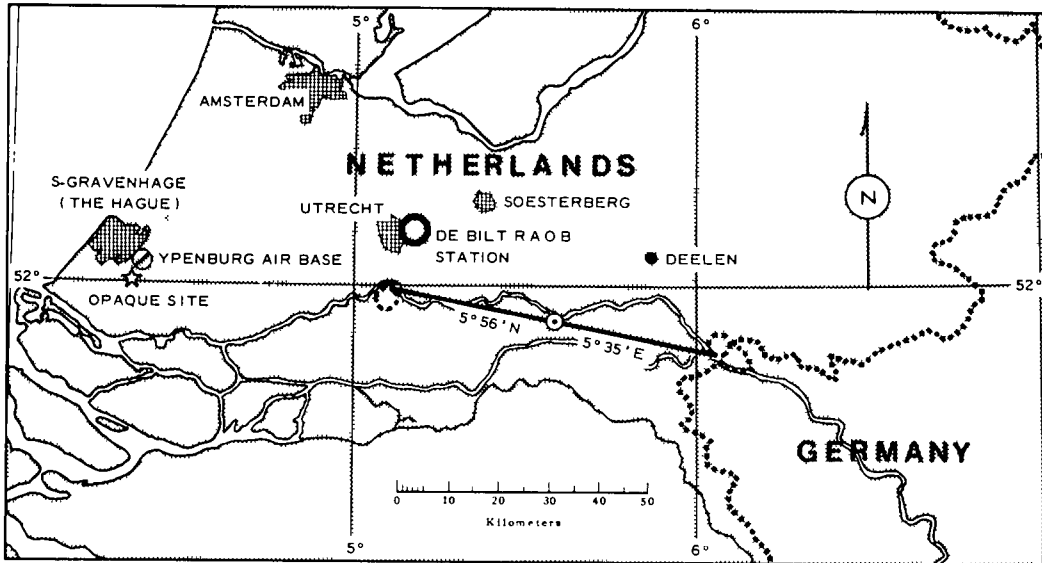 5°
6°
AMSTERDAM
NETHERLANDS
S-GRAVENHAGE
(THE HAGUE)
UTRECHT
SOESTERBERG
DE BILT RAOB
STATION
YPENBURG AIR BASE
DEELEN
N
52°
52°
OPAQUE SITE
5°56'N
5°35'E
GERMANY
0 10 20 30 40 50
Kilometers
5°
6°